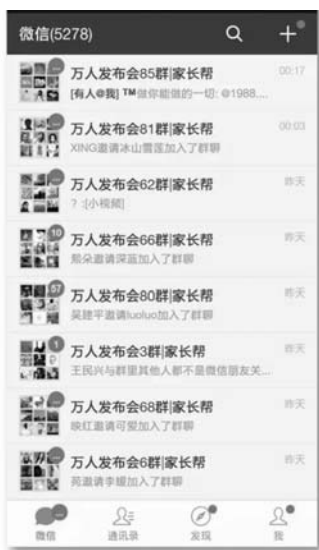 微信(5278)
万人发布会85群|家长帮
00:17
[有人@我] ™做你能做的一切: @1988....
万人发布会81群|家长帮
00:03
XING邀请冰山雪莲加入了群聊
万人发布会62群|家长帮
昨天
? :[小视频]
10
万人发布会66群|家长帮
昨天
频朵邀请深蓝加入了群聊
57
万人发布会80群|家长帮
昨天
吴建平邀请luoluo加入了群聊
1
万人发布会3群|家长帮
昨天
王民兴与群里其他人都不是微信朋友关...
万人发布会68群|家长帮
昨天
映红邀请可爱加入了群聊
万人发布会6群|家长帮
昨天
苑邀请李媛加入了群聊
微信
通讯录
发现
我